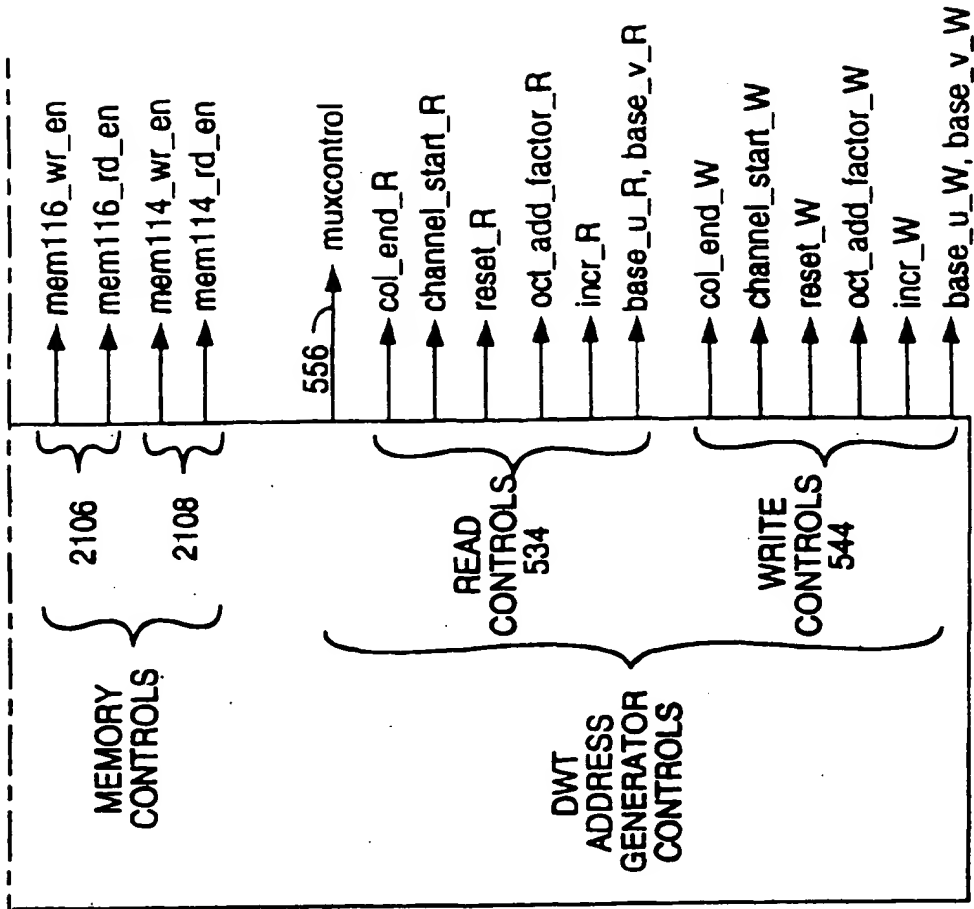 MEMORY
CONTROLS
2106
mem116_wr_en
mem116_rd_en
2108
mem114_wr_en
mem114_rd_en
DWT
ADDRESS
GENERATOR
CONTROLS
556
muxcontrol
READ
CONTROLS
534
col_end_R
channel_start_R
reset_R
oct_add_factor_R
incr_R
base_u_R, base_v_R
WRITE
CONTROLS
544
col_end_W
channel_start_W
reset_W
oct_add_factor_W
incr_W
base_u_W, base_v_W